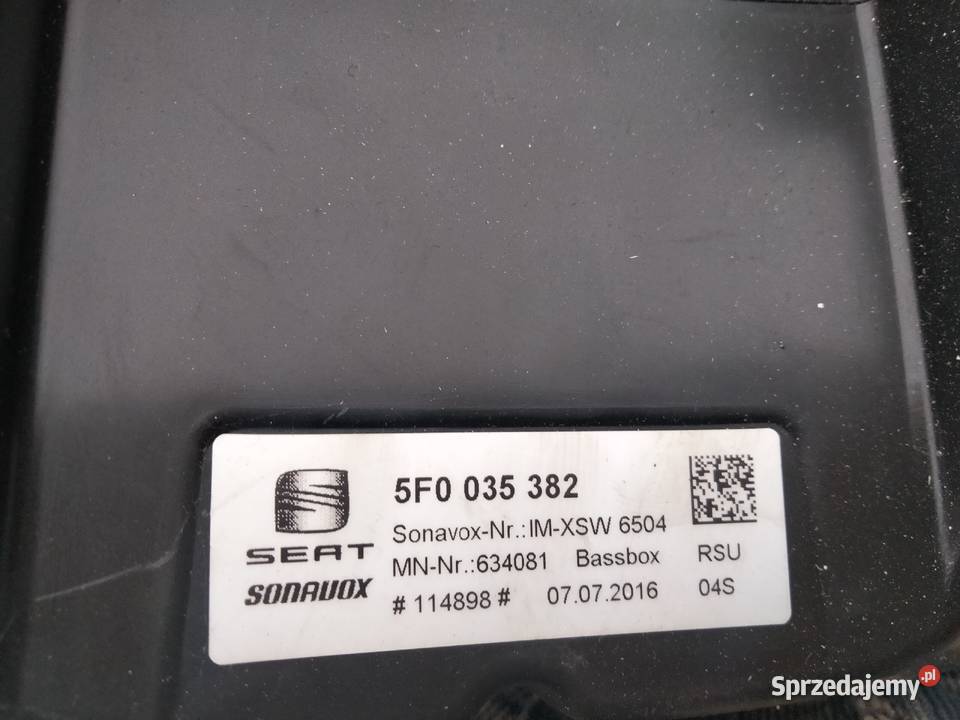 5F0 035 382
Sonavox-Nr.:IM-XSW 6504
SEAT
MN-Nr.:634081 Bassbox RSU
SONAVOX
#114898# 07.07.2016 04S
Sprzedajemy.pl